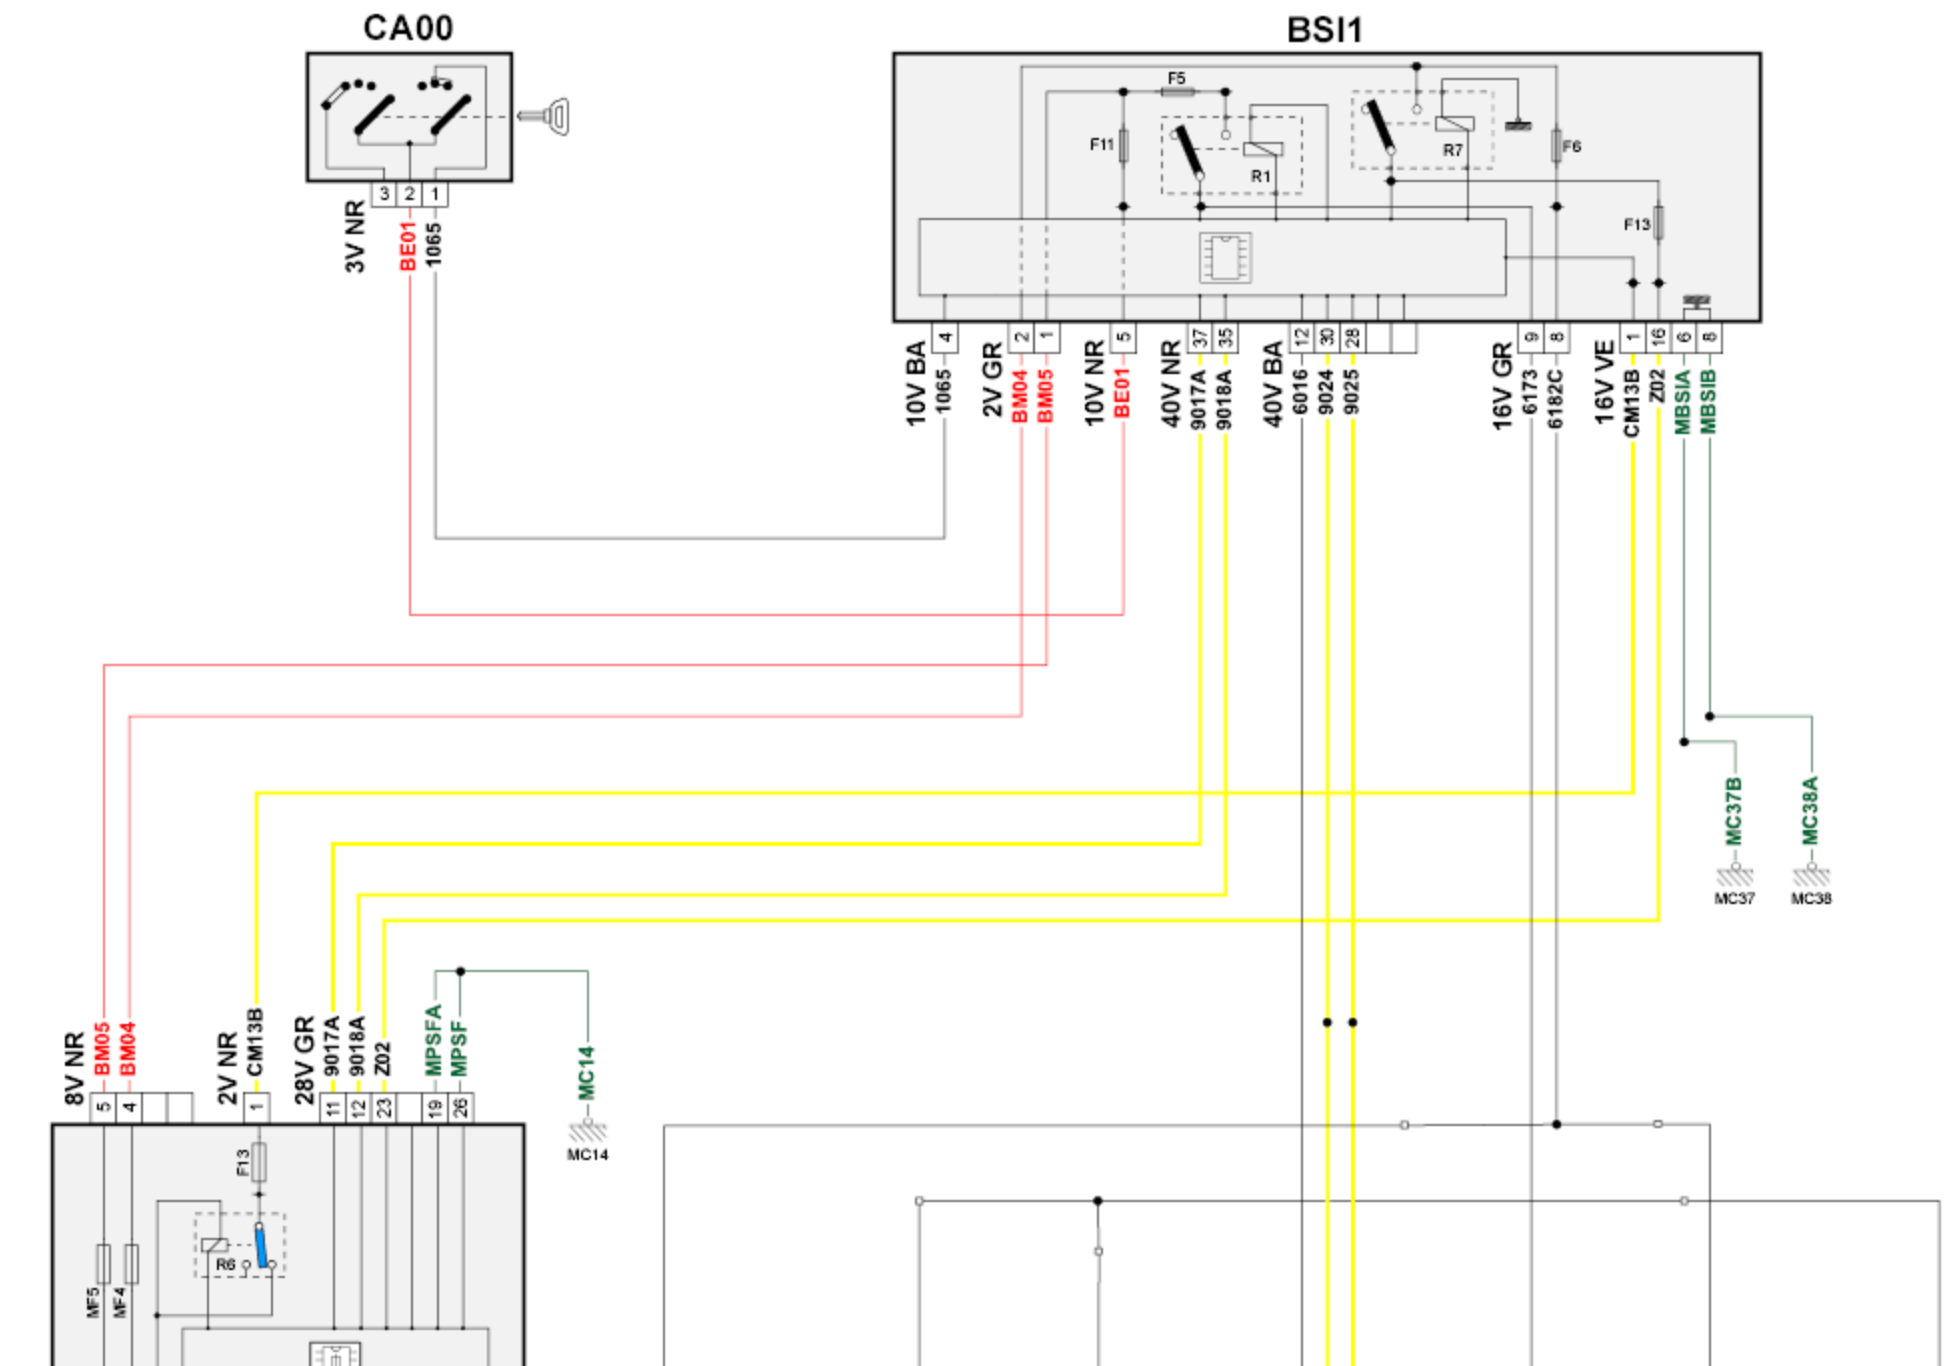 CA00
BSI1
F5
F11
R1
R7
F6
F13
3 2 1
3V NR
BE01
1065
4
2
1
5
37
35
12
30
28
9
8
1
16
6
8
10V BA
1065
2V GR
BM04
BM05
10V NR
BE01
40V NR
9017A
9018A
40V BA
6016
9024
9025
16V GR
6173
6182C
16V VE
CM13B
Z02
MBSIA
MBSIB
MC37B
MC38A
MC37
MC38
8V NR
BM05
BM04
2V NR
CM13B
28V GR
9017A
9018A
Z02
MPSFA
MPSF
MC14
5
4
1
11
12
23
19
26
MC14
F13
R6
MF5
MF4